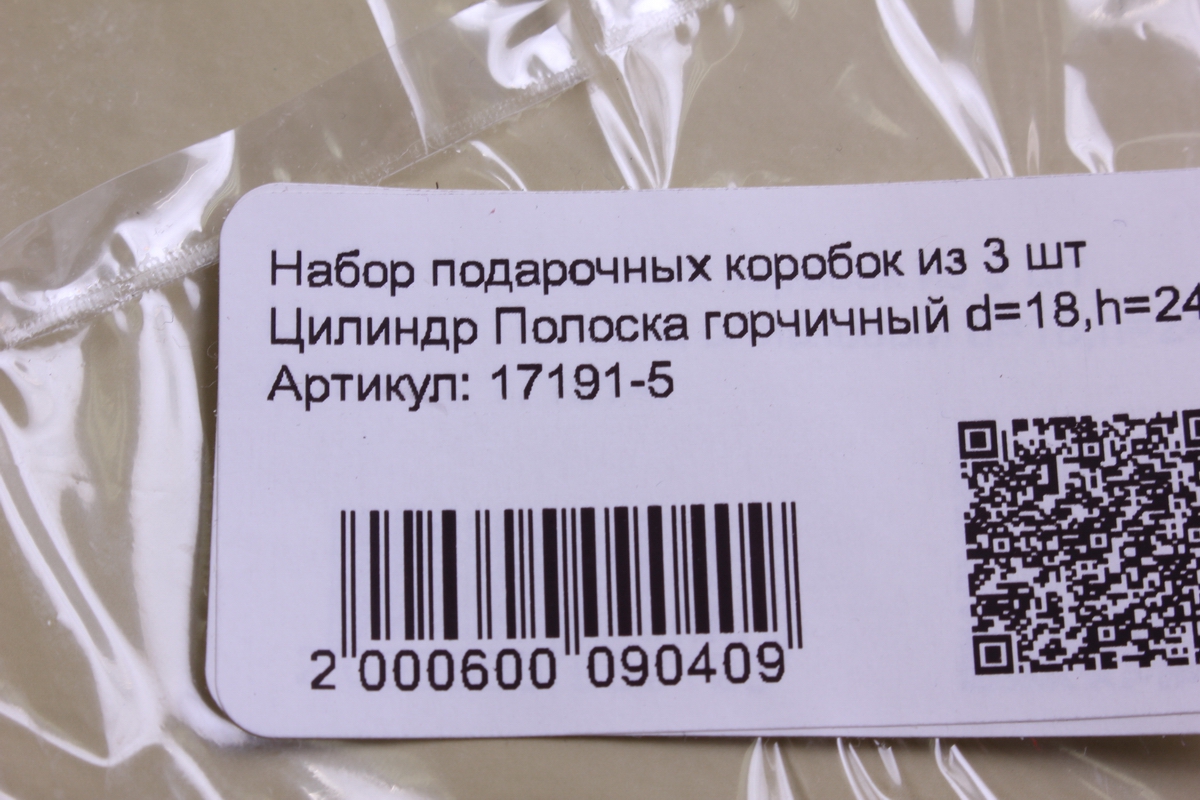 Набор подарочных коробок из 3 шт
Цилиндр Полоска горчичный d=18,h=24
Артикул: 17191-5
2 000600 090409